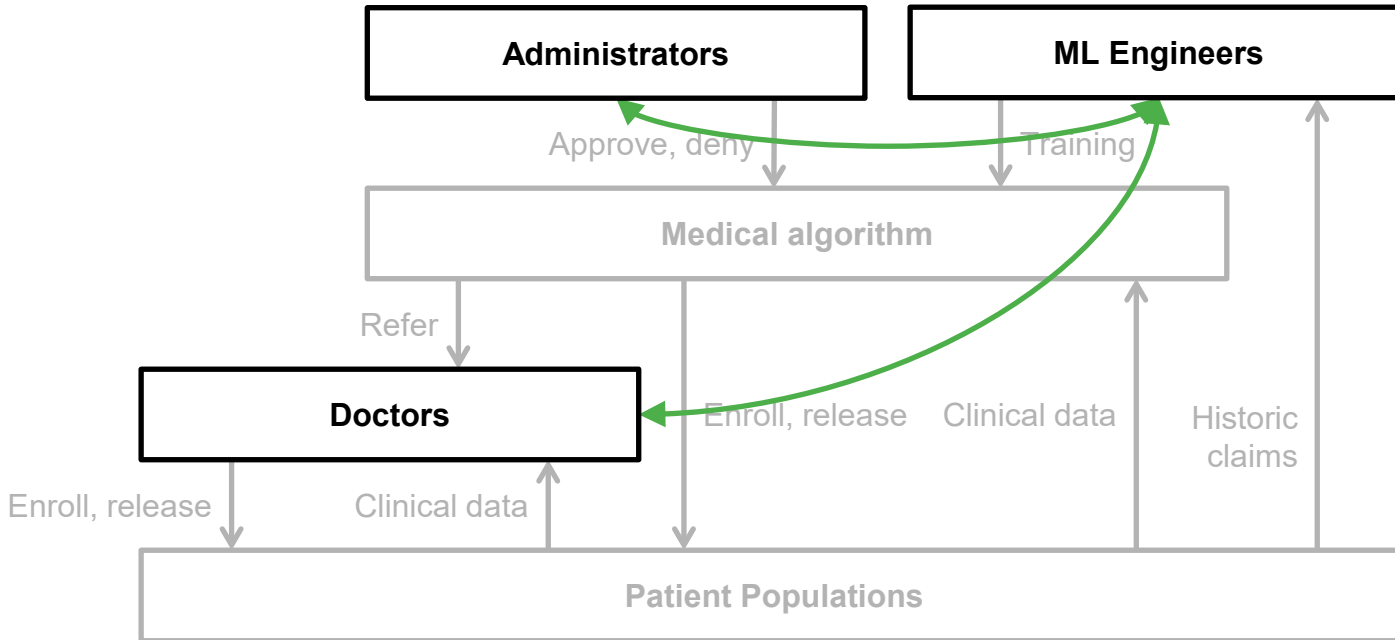 Administrators
ML Engineers
Approve, deny
Training
Medical algorithm
Refer
Doctors
Enroll, release
Clinical data
Historic
claims
Enroll, release
Clinical data
Patient Populations